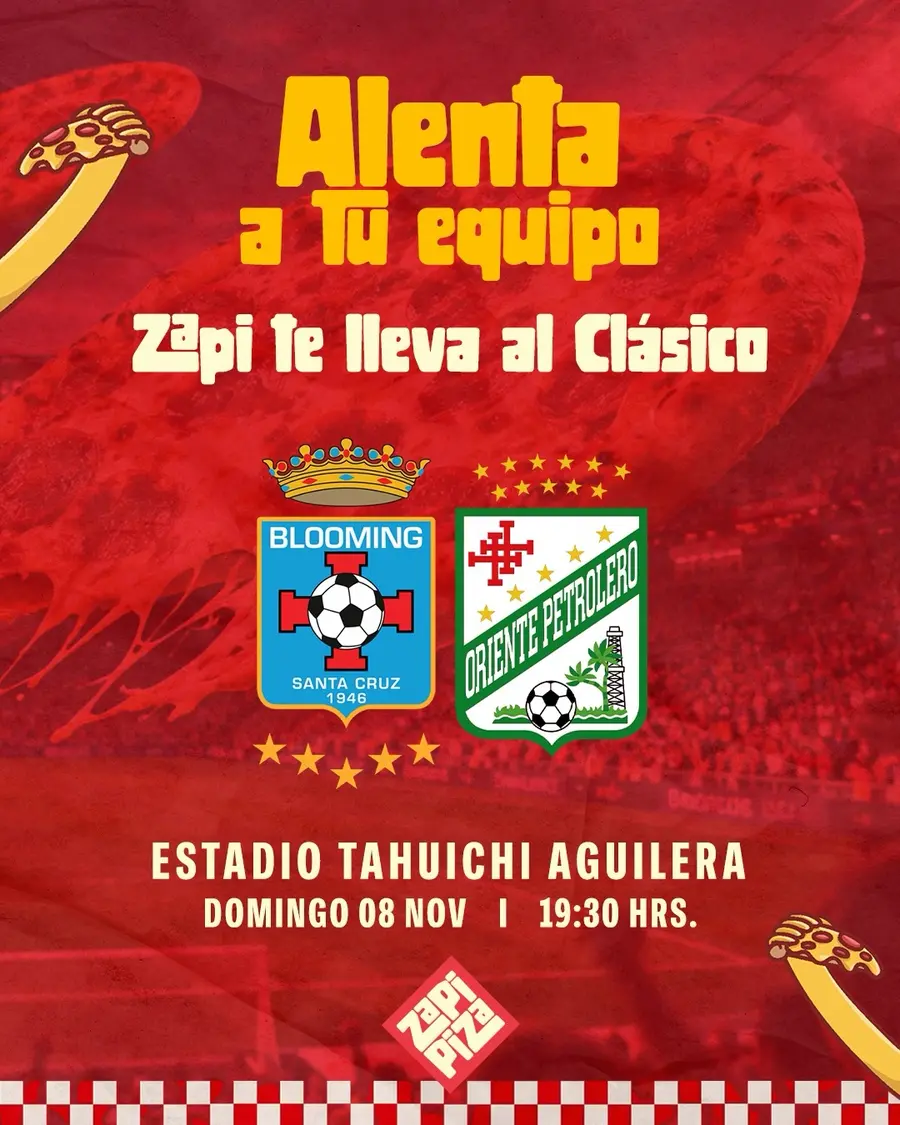 Alenta
a Tu equipo
Zapi te lleva al Clásico
BLOOMING
SANTA CRUZ
1946
ORIENTE PETROLERO
ESTADIO TAHUICHI AGUILERA
DOMINGO 08 NOV | 19:30 HRS.
Zapi
Piza